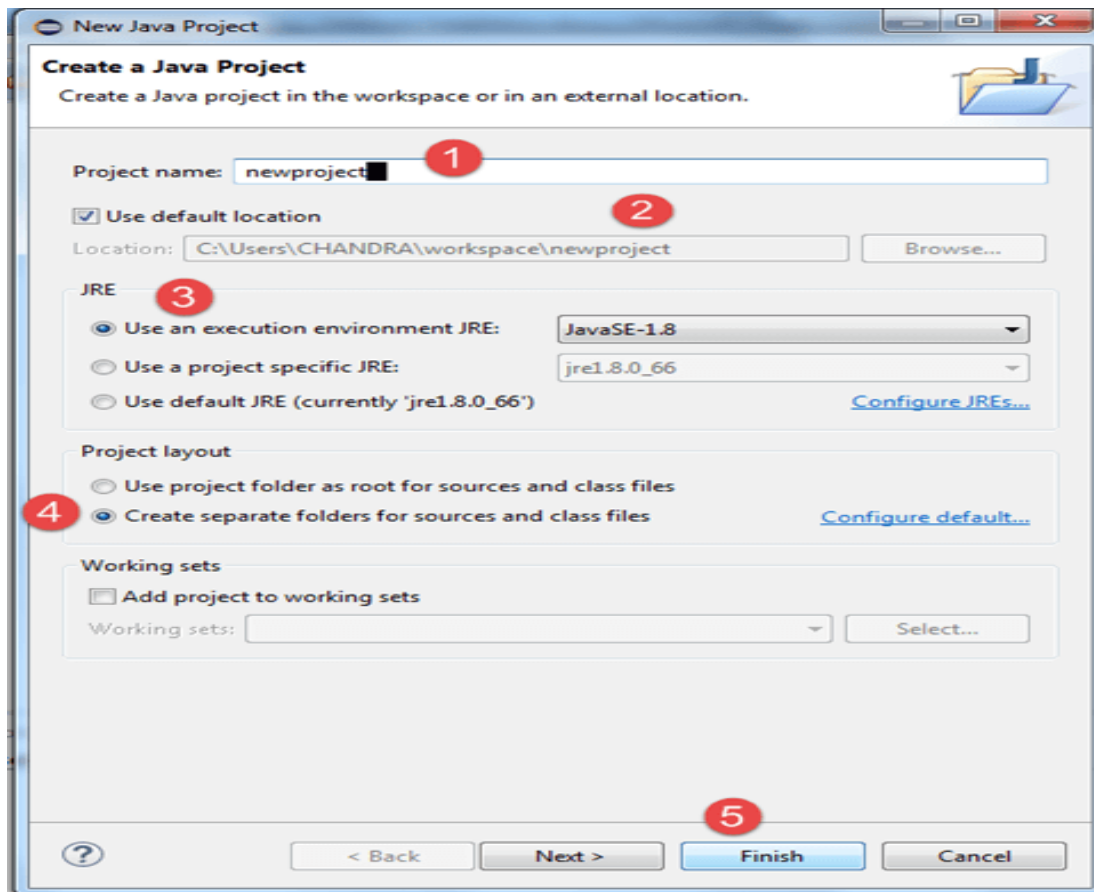 New Java Project
Create a Java Project
Create a Java project in the workspace or in an external location.
1
Project name: newproject
2
Use default location
Location: C:\Users\CHANDRA\workspace\newproject Browse...
JRE 3
Use an execution environment JRE: JavaSE-1.8
Use a project specific JRE: jre1.8.0_66
Use default JRE (currently 'jre1.8.0_66') Configure JREs...
Project layout
Use project folder as root for sources and class files
4 Create separate folders for sources and class files Configure default...
Working sets
Add project to working sets
Working sets: Select...
5
? < Back Next > Finish Cancel